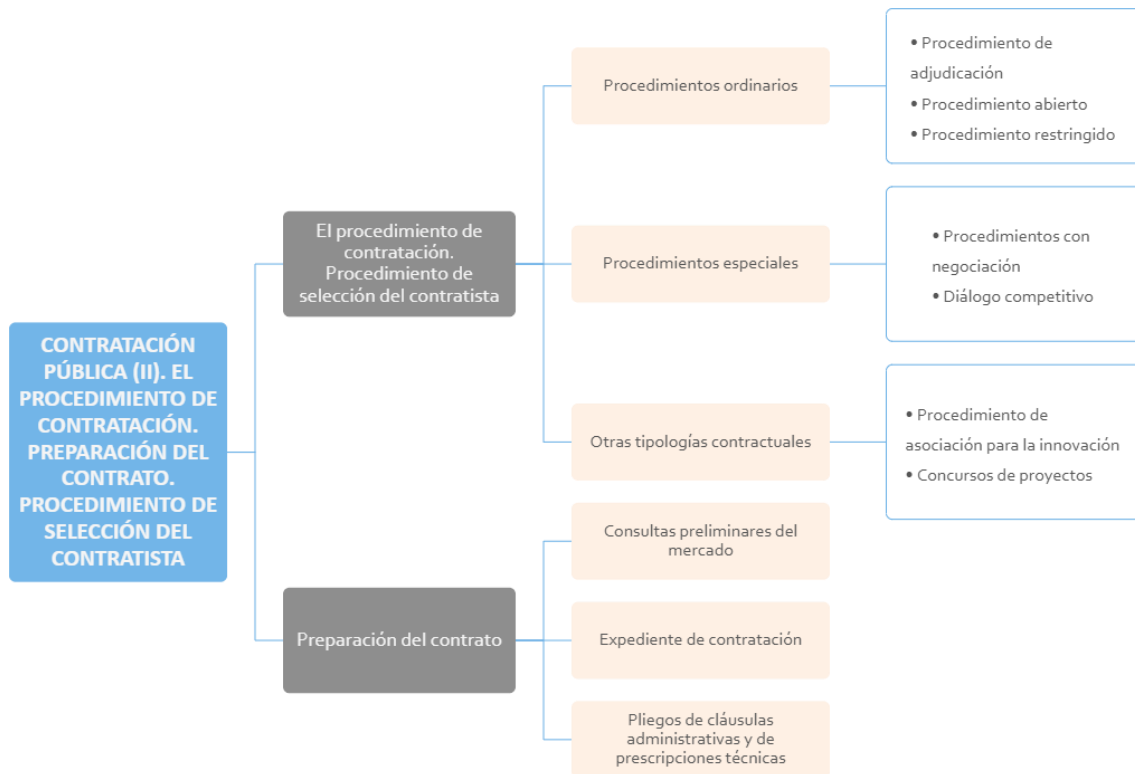 CONTRATACIÓN
PÚBLICA (II). EL
PROCEDIMIENTO DE
CONTRATACIÓN.
PREPARACIÓN DEL
CONTRATO.
PROCEDIMIENTO DE
SELECCIÓN DEL
CONTRATISTA
El procedimiento de
contratación.
Procedimiento de
selección del contratista
Procedimientos ordinarios
• Procedimiento de
adjudicación
• Procedimiento abierto
• Procedimiento restringido
Procedimientos especiales
• Procedimientos con
negociación
• Diálogo competitivo
Otras tipologías contractuales
• Procedimiento de
asociación para la innovación
• Concursos de proyectos
Preparación del contrato
Consultas preliminares del
mercado
Expediente de contratación
Pliegos de cláusulas
administrativas y de
prescripciones técnicas